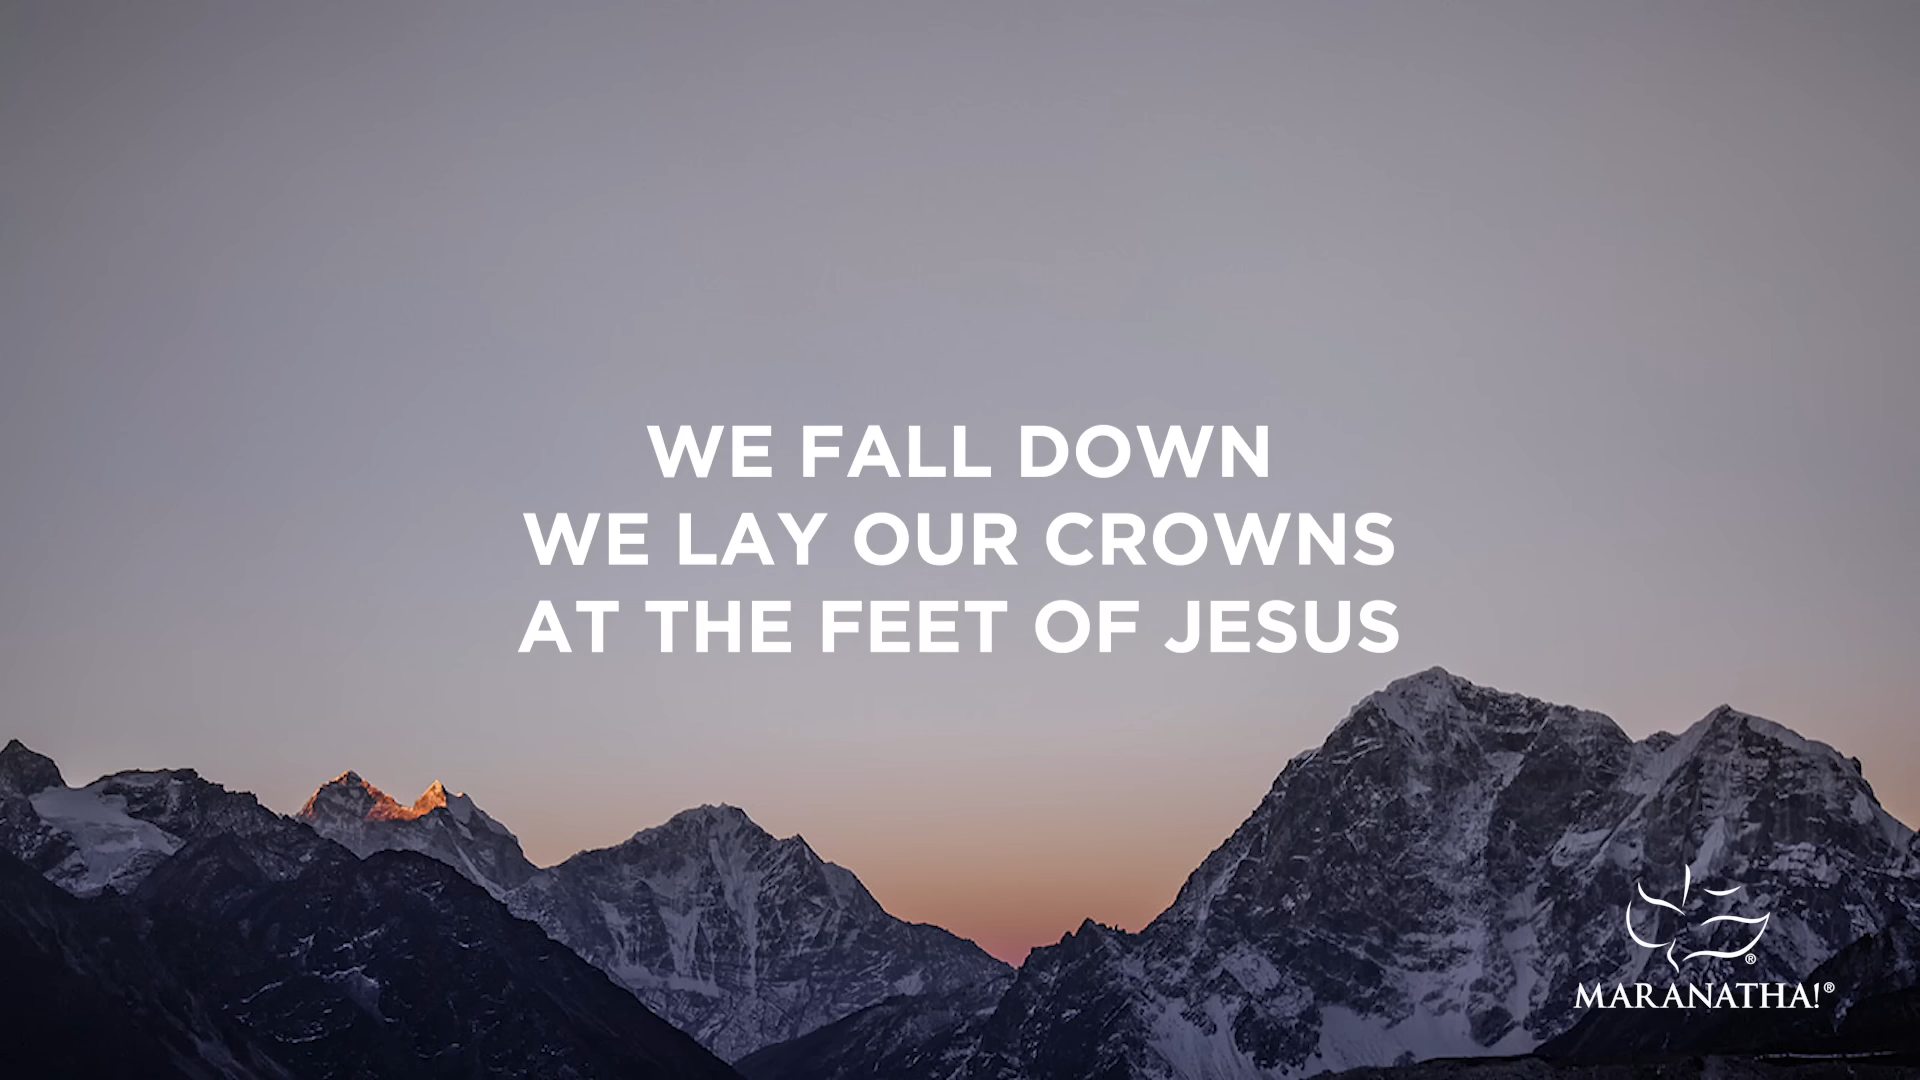 WE FALL DOWN
WE LAY OUR CROWNS
AT THE FEET OF JESUS
®
MARANATHA!®